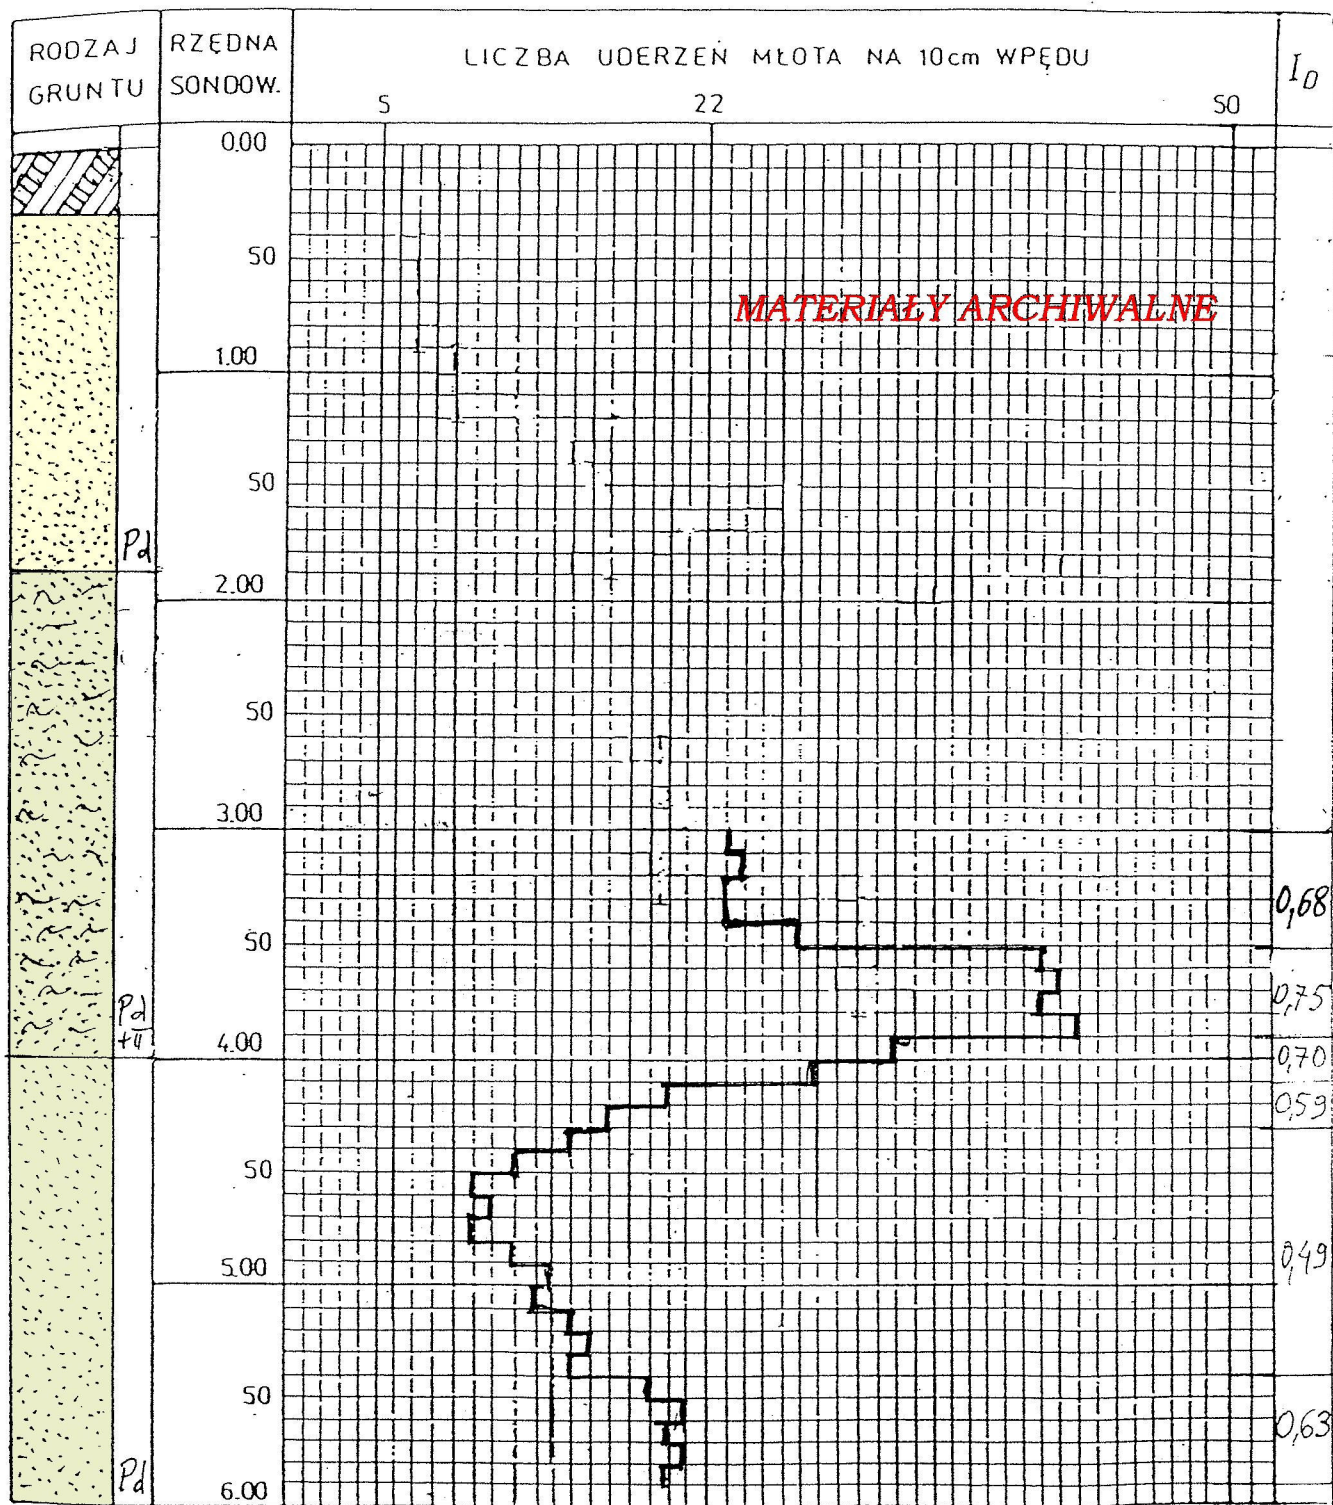 RODZAJ GRUNTU
RZĘDNA SONDOW.
LICZBA UDERZEŃ MŁOTA NA 10cm WPĘDU
I_D
5 22 50
0.00
50
MATERIAŁY ARCHIWALNE
1.00
50
Pd
2.00
50
3.00
0,68
50
0,75
Pd
+π
4.00
0,70
0,59
50
0,49
5.00
50
0,63
Pd
6.00